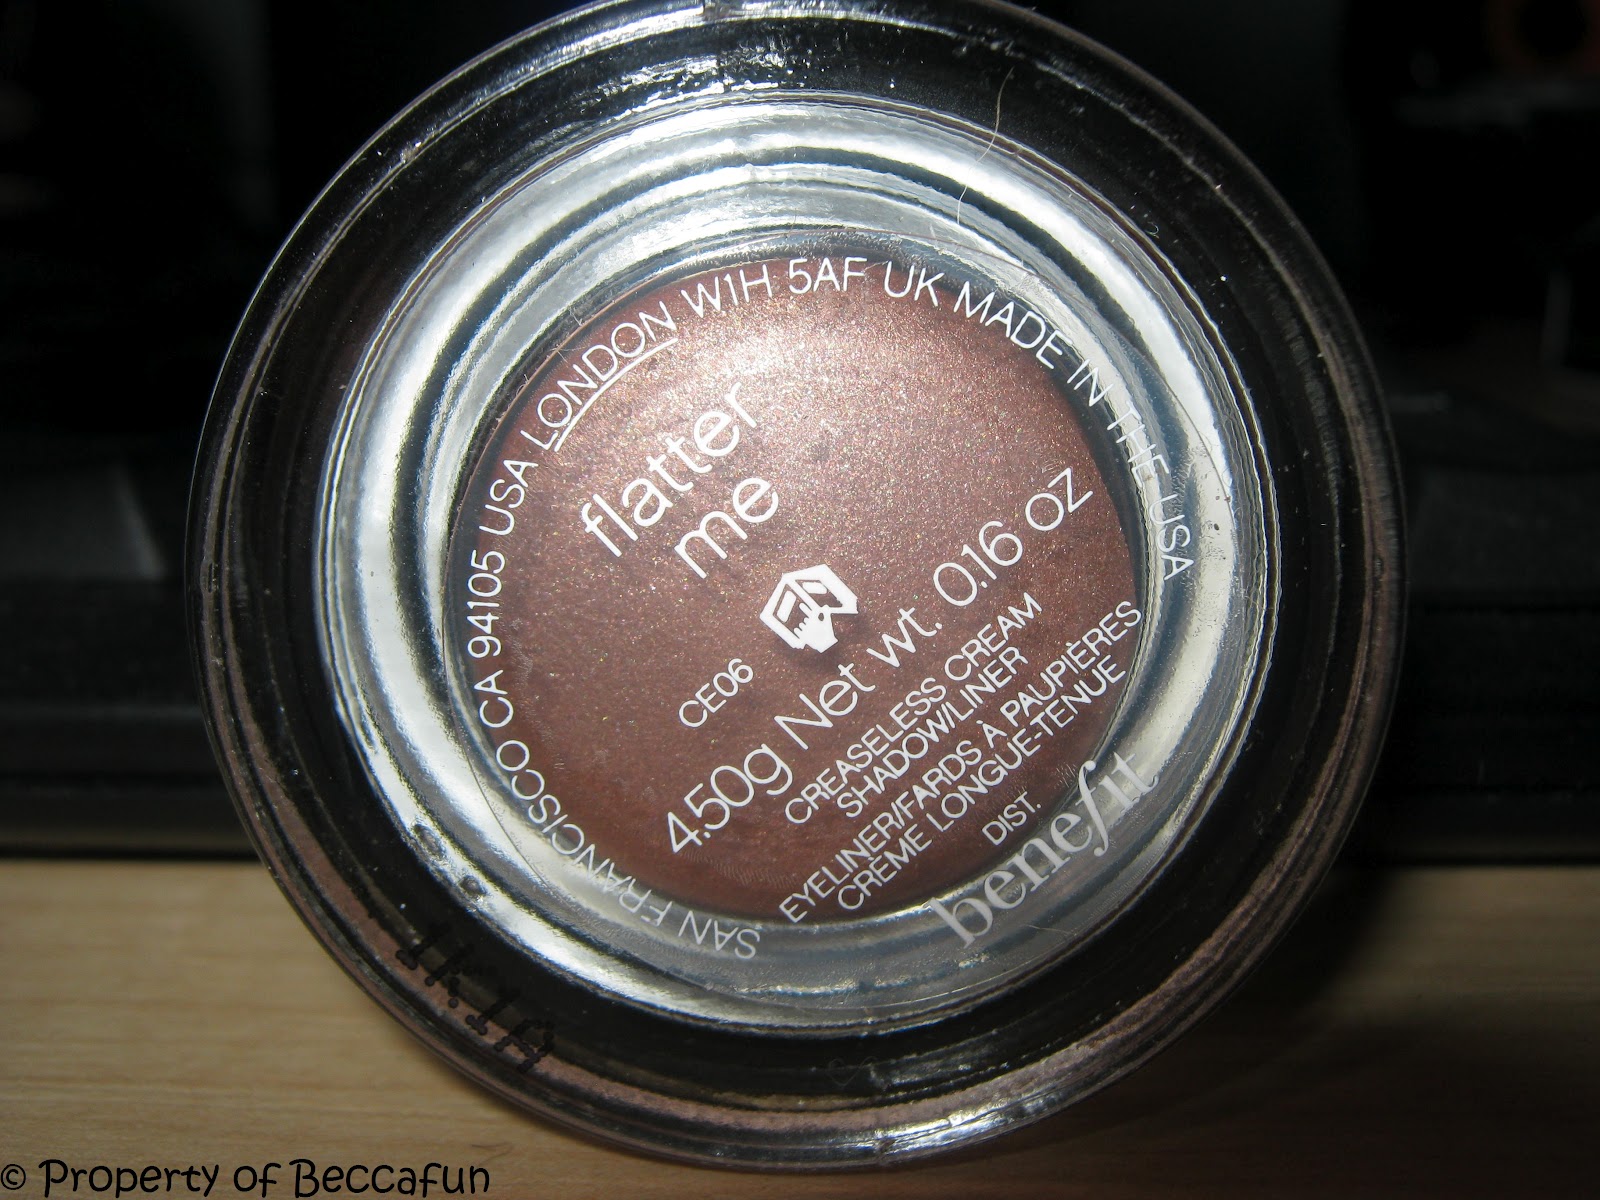 flatter
me
CE06
4.50g Net wt. 0.16 oz
CREASELESS CREAM
SHADOW/LINER
EYELINER/FARDS À PAUPIÈRES
CRÈME LONGUE-TENUE
DIST.
benefit
SAN FRANCISCO CA 94105 USA LONDON W1H 5AF UK MADE IN THE USA
© Property of Beccafun